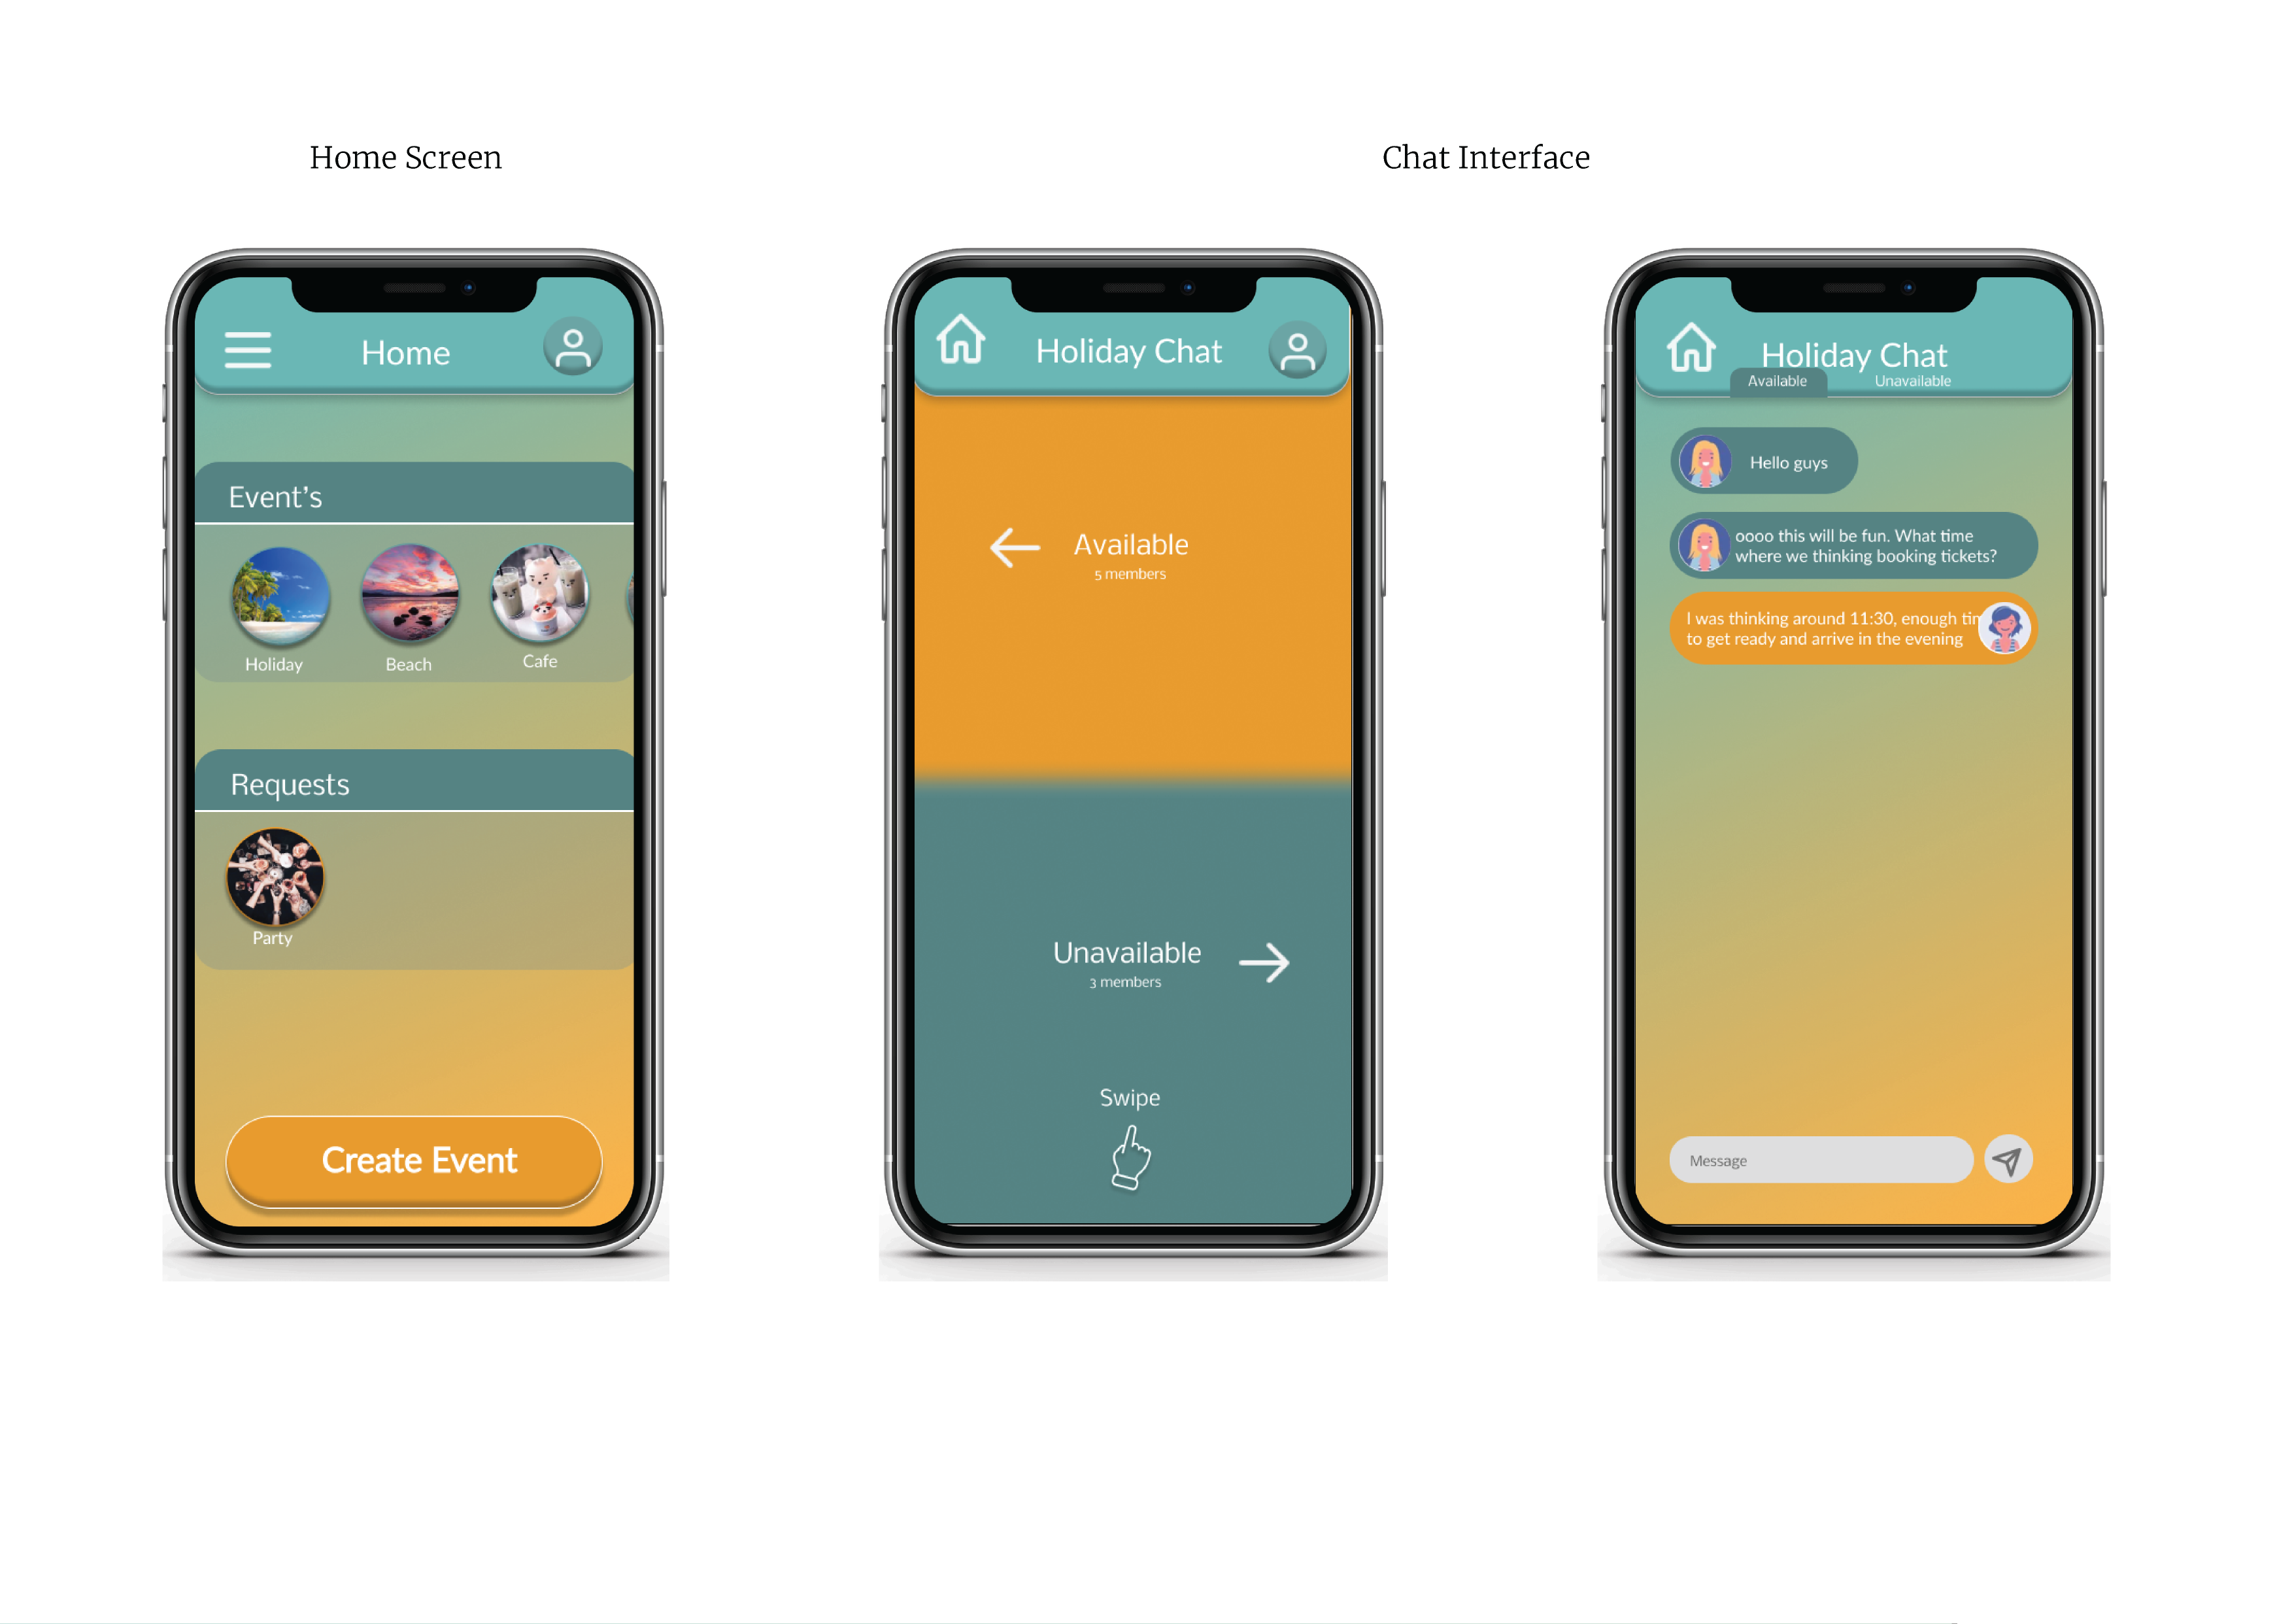 Home Screen
Chat Interface
Home
Event's
Holiday
Beach
Cafe
Requests
Party
Create Event
Holiday Chat
Available
5 members
Unavailable
3 members
Swipe
Holiday Chat
Available
Unavailable
Hello guys
oooo this will be fun. What time
where we thinking booking tickets?
I was thinking around 11:30, enough tim
to get ready and arrive in the evening
Message